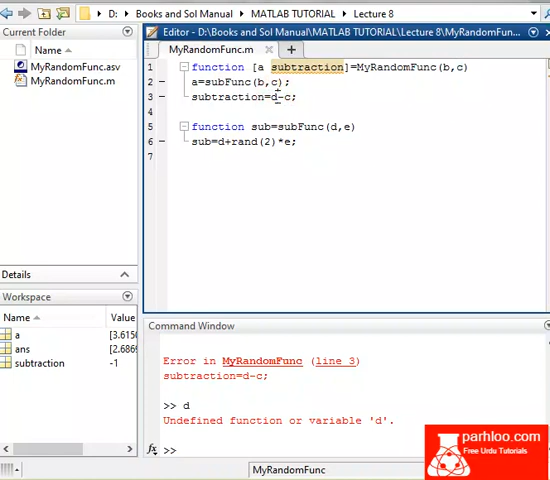 D: ▸ Books and Sol Manual ▸ MATLAB TUTORIAL ▸ Lecture 8
Current Folder
Name
MyRandomFunc.asv
MyRandomFunc.m
Details
Workspace
Name Value
a [3.6150
ans [2.6869
subtraction -1
Editor - D:\Books and Sol Manual\MATLAB TUTORIAL\Lecture 8\MyRandomFun...
MyRandomFunc.m
1 function [a subtraction]=MyRandomFunc(b,c)
2 a=subFunc(b,c);
3 subtraction=d-c;
4
5 function sub=subFunc(d,e)
6 sub=d+rand(2)*e;
7
Command Window
Error in MyRandomFunc (line 3)
subtraction=d-c;
>> d
Undefined function or variable 'd'.
fx >>
MyRandomFunc
parhloo.com
Free Urdu Tutorials